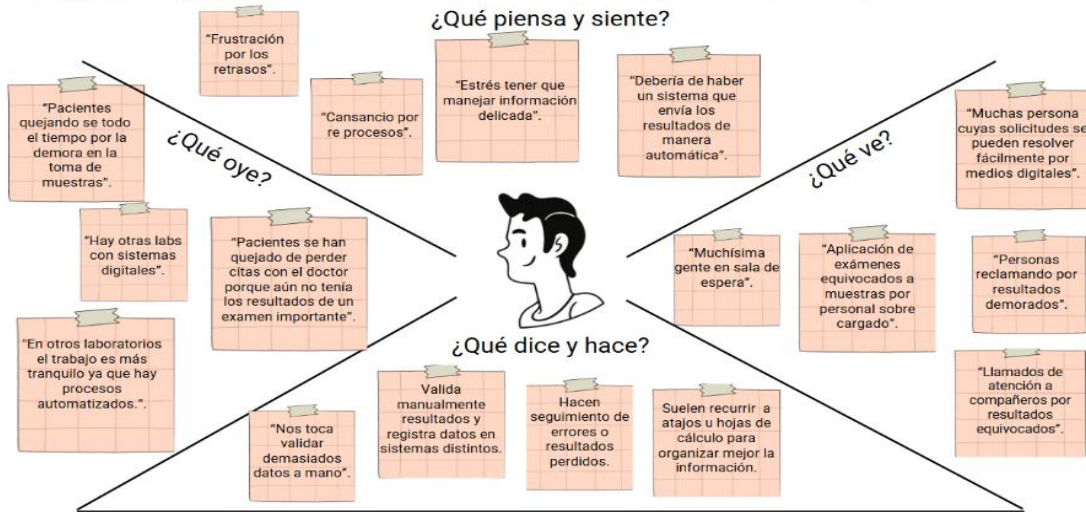 ¿Qué piensa y siente?
"Frustración
por los
retrasos".
"Cansancio por
re procesos".
"Estrés tener que
manejar información
delicada".
"Debería de haber
un sistema que
envía los
resultados de
manera
automática".
¿Qué oye?
"Pacientes
quejando se todo
el tiempo por la
demora en la
toma de
muestras".
"Hay otras labs
con sistemas
digitales".
"Pacientes se han
quejado de perder
citas con el doctor
porque aún no tenía
los resultados de un
examen importante".
"En otros laboratorios
el trabajo es más
tranquilo ya que hay
procesos
automatizados.".
¿Qué ve?
"Muchas persona
cuyas solicitudes se
pueden resolver
fácilmente por
medios digitales".
"Muchísima
gente en sala de
espera".
"Aplicación de
exámenes
equivocados a
muestras por
personal sobre
cargado".
"Personas
reclamando por
resultados
demorados".
"Llamados de
atención a
compañeros por
resultados
equivocados".
¿Qué dice y hace?
"Nos toca
validar
demasiados
datos a mano".
Valida
manualmente
resultados y
registra datos en
sistemas distintos.
Hacen
seguimiento de
errores o
resultados
perdidos.
Suelen recurrir a
atajos u hojas de
cálculo para
organizar mejor la
información.